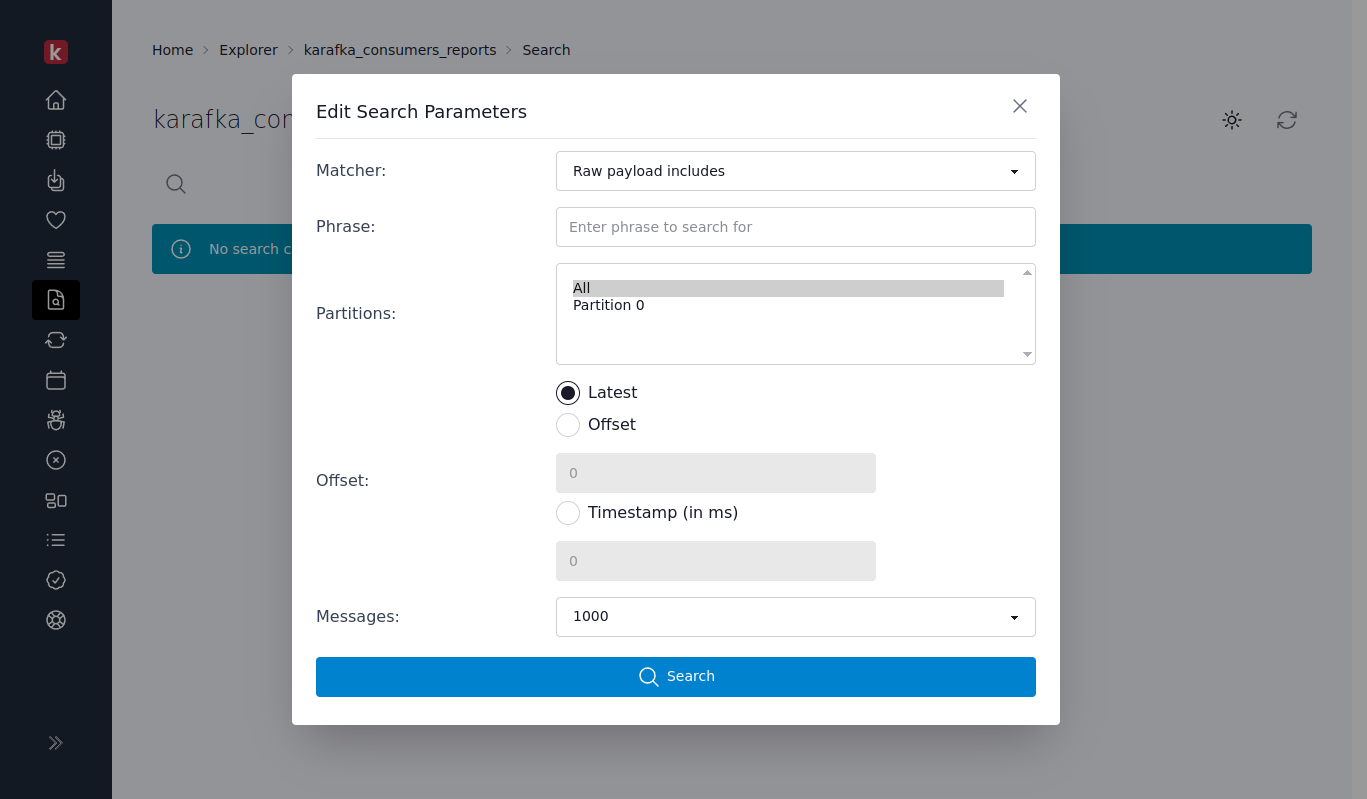 k
Home > Explorer > karafka_consumers_reports > Search
karafka_con
No search c
Edit Search Parameters
Matcher: Raw payload includes
Phrase: Enter phrase to search for
Partitions:
All
Partition 0
Latest
Offset
Offset:
0
Timestamp (in ms)
0
Messages: 1000
Search